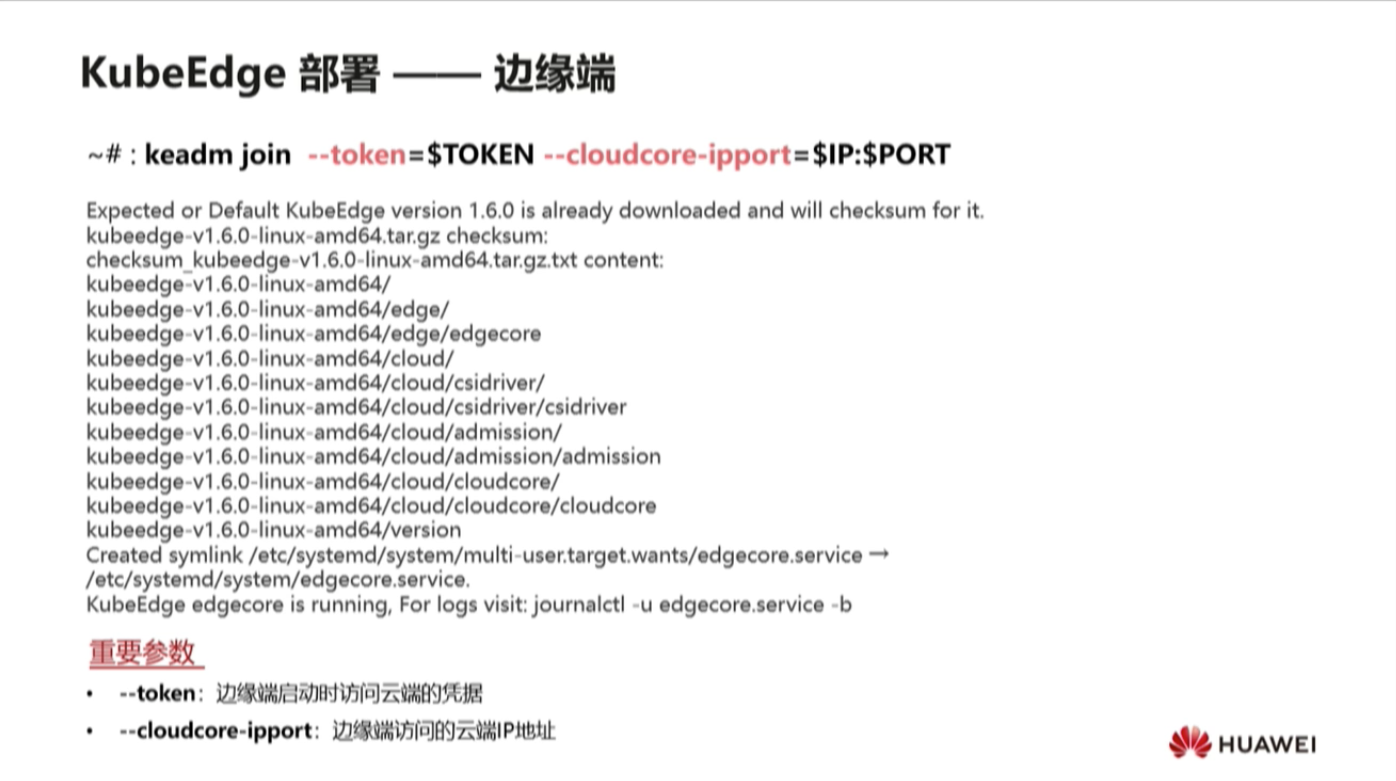 KubeEdge 部署 —— 边缘端
~# : keadm join --token=$TOKEN --cloudcore-ipport=$IP:$PORT
Expected or Default KubeEdge version 1.6.0 is already downloaded and will checksum for it.
kubeedge-v1.6.0-linux-amd64.tar.gz checksum:
checksum_kubeedge-v1.6.0-linux-amd64.tar.gz.txt content:
kubeedge-v1.6.0-linux-amd64/
kubeedge-v1.6.0-linux-amd64/edge/
kubeedge-v1.6.0-linux-amd64/edge/edgecore
kubeedge-v1.6.0-linux-amd64/cloud/
kubeedge-v1.6.0-linux-amd64/cloud/csidriver/
kubeedge-v1.6.0-linux-amd64/cloud/csidriver/csidriver
kubeedge-v1.6.0-linux-amd64/cloud/admission/
kubeedge-v1.6.0-linux-amd64/cloud/admission/admission
kubeedge-v1.6.0-linux-amd64/cloud/cloudcore/
kubeedge-v1.6.0-linux-amd64/cloud/cloudcore/cloudcore
kubeedge-v1.6.0-linux-amd64/version
Created symlink /etc/systemd/system/multi-user.target.wants/edgecore.service →
/etc/systemd/system/edgecore.service.
KubeEdge edgecore is running, For logs visit: journalctl -u edgecore.service -b
重要参数
• --token：边缘端启动时访问云端的凭据
• --cloudcore-ipport：边缘端访问的云端IP地址
HUAWEI